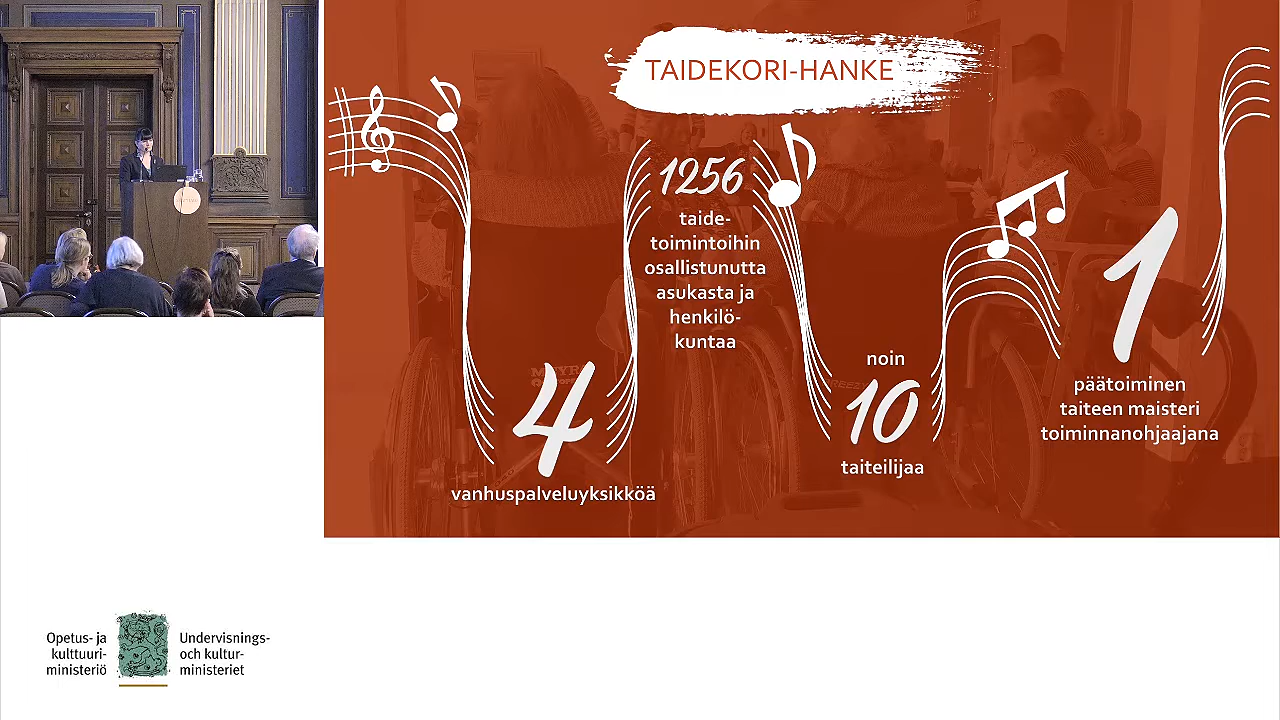 TAIDEKORI-HANKE
1256
taide-
toimintoihin
osallistunutta
asukasta ja
henkilö-
kuntaa
4
vanhuspalveluyksikköä
noin
10
taiteilijaa
1
päätoiminen
taiteen maisteri
toiminnanohjaajana
Opetus- ja
kulttuuri-
ministeriö
Undervisnings-
och kultur-
ministeriet